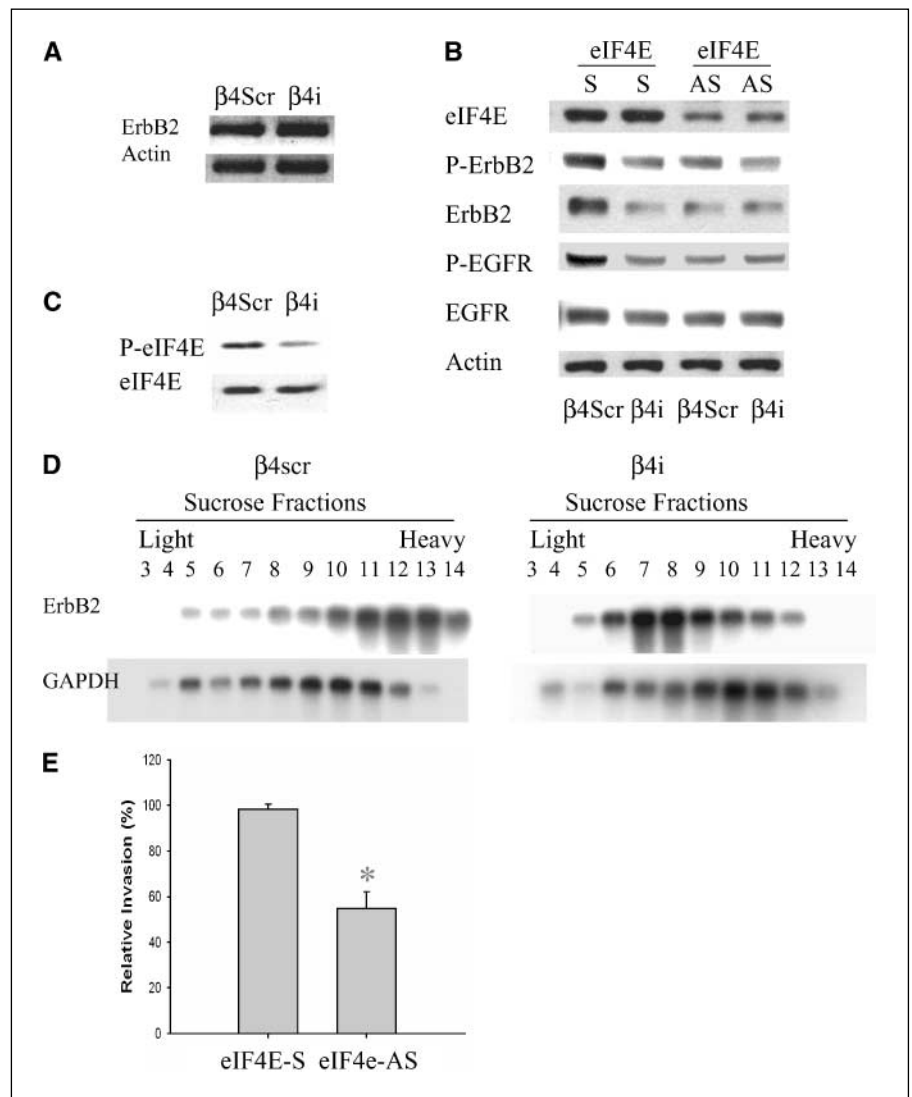 A
β4Scr β4i
ErbB2
Actin
B
eIF4E eIF4E
S S AS AS
eIF4E
P-ErbB2
ErbB2
P-EGFR
EGFR
Actin
β4Scr β4i β4Scr β4i
C
β4Scr β4i
P-eIF4E
eIF4E
D
β4scr
Sucrose Fractions
Light Heavy
3 4 5 6 7 8 9 10 11 12 13 14
ErbB2
GAPDH
β4i
Sucrose Fractions
Light Heavy
3 4 5 6 7 8 9 10 11 12 13 14
E
Relative Invasion (%)
120
100
80
60
40
20
0
*
eIF4E-S eIF4e-AS